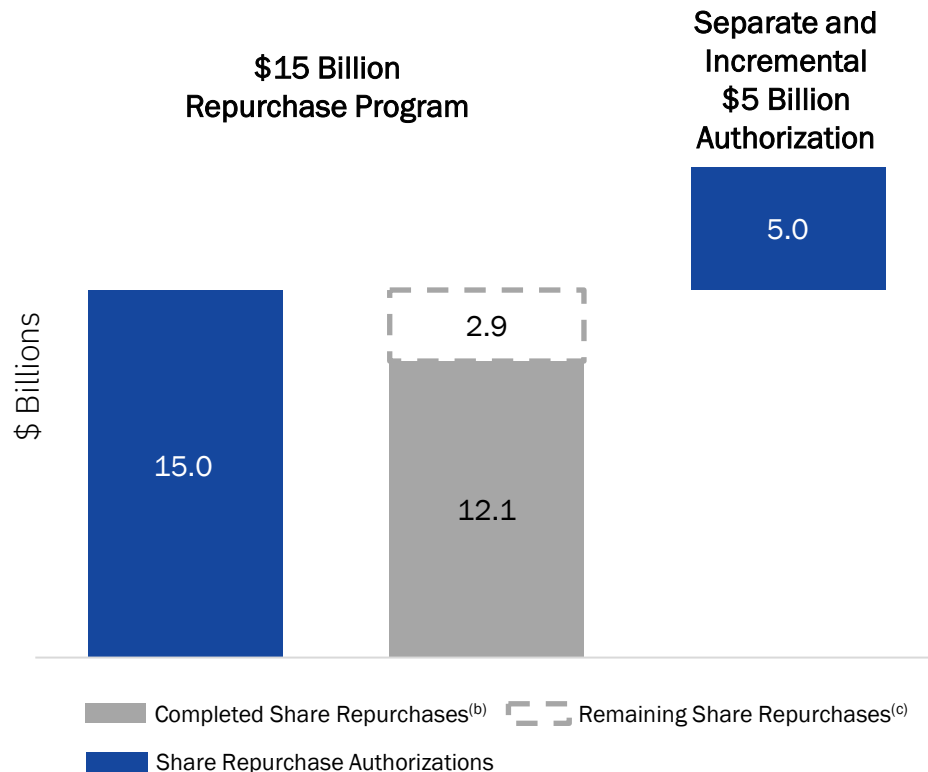 $15 Billion
Repurchase Program
Separate and
Incremental
$5 Billion
Authorization
$ Billions
15.0
2.9
12.1
5.0
Completed Share Repurchases(b)
Remaining Share Repurchases(c)
Share Repurchase Authorizations